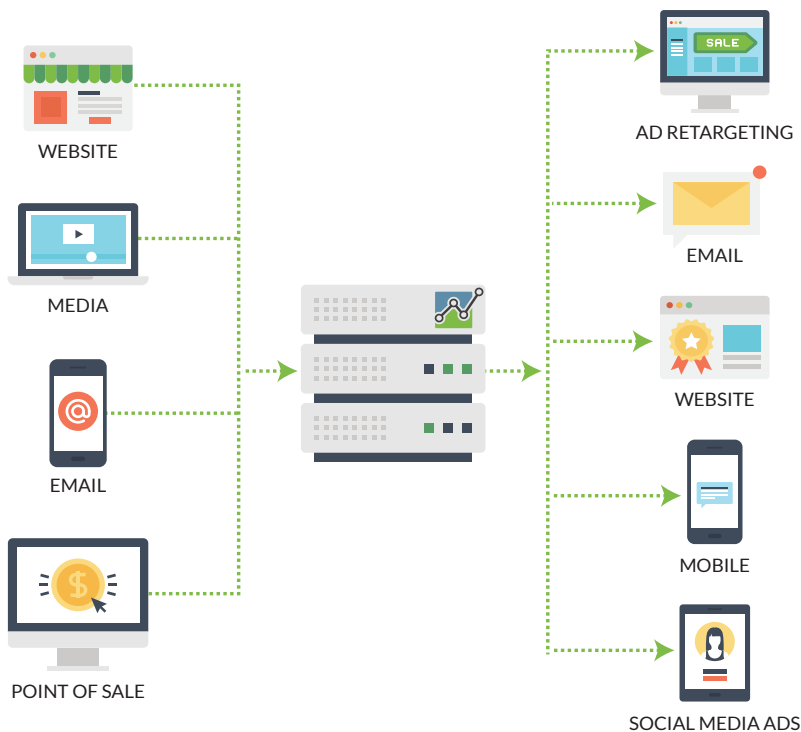 WEBSITE
MEDIA
EMAIL
POINT OF SALE
SALE
AD RETARGETING
EMAIL
WEBSITE
MOBILE
SOCIAL MEDIA ADS